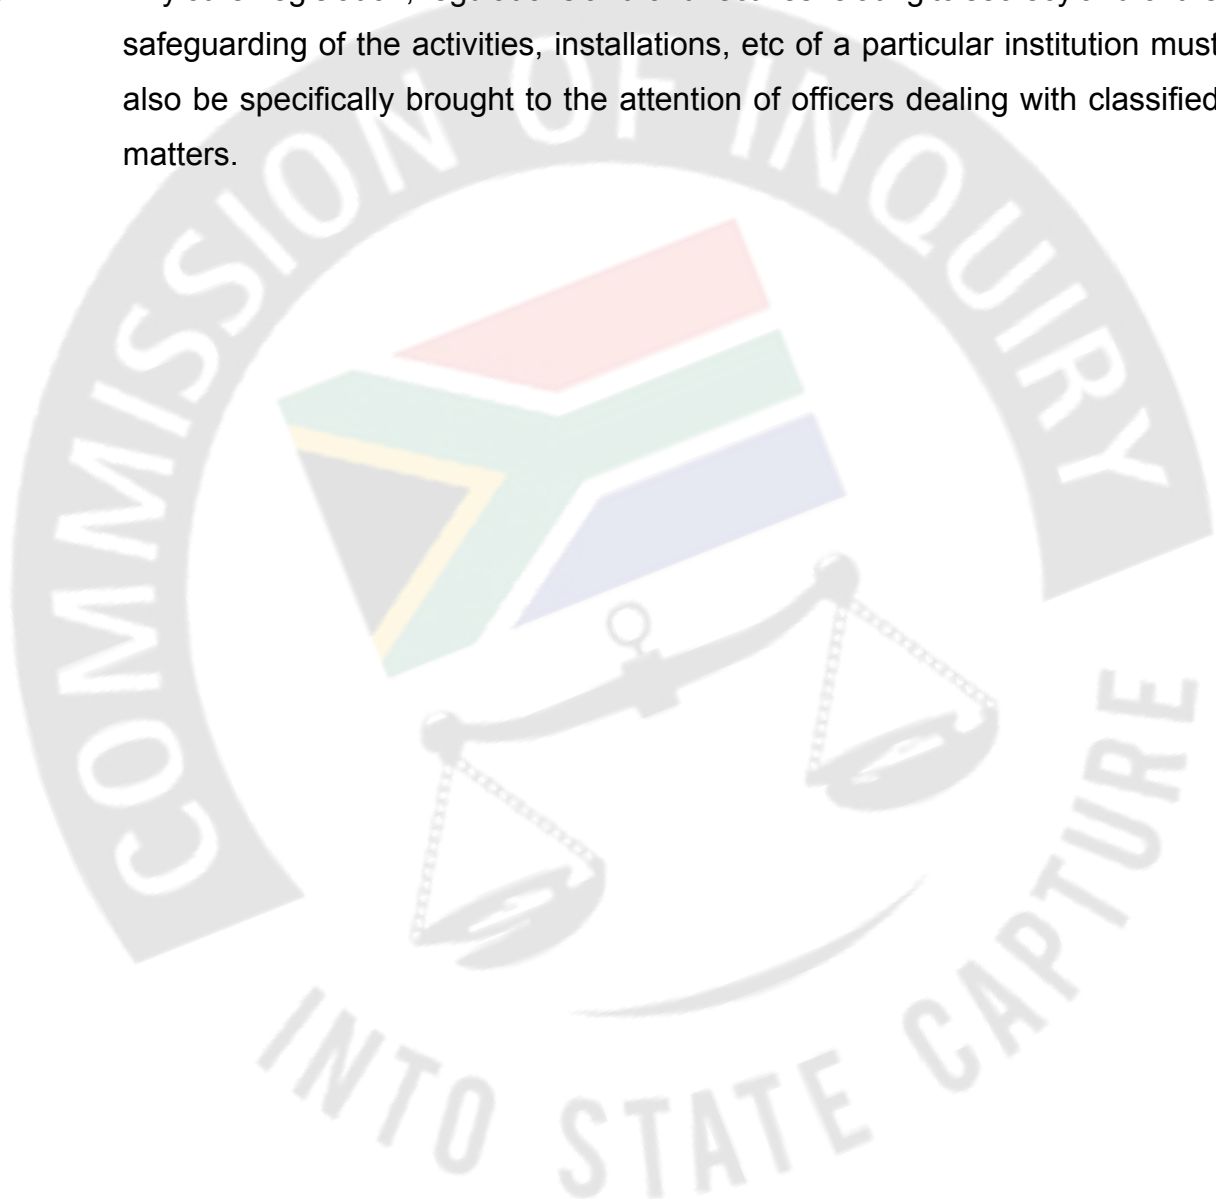 safeguarding of the activities, installations, etc of a particular institution must
also be specifically brought to the attention of officers dealing with classified
matters.
COMMISSION OF INQUIRY
INTO STATE CAPTURE